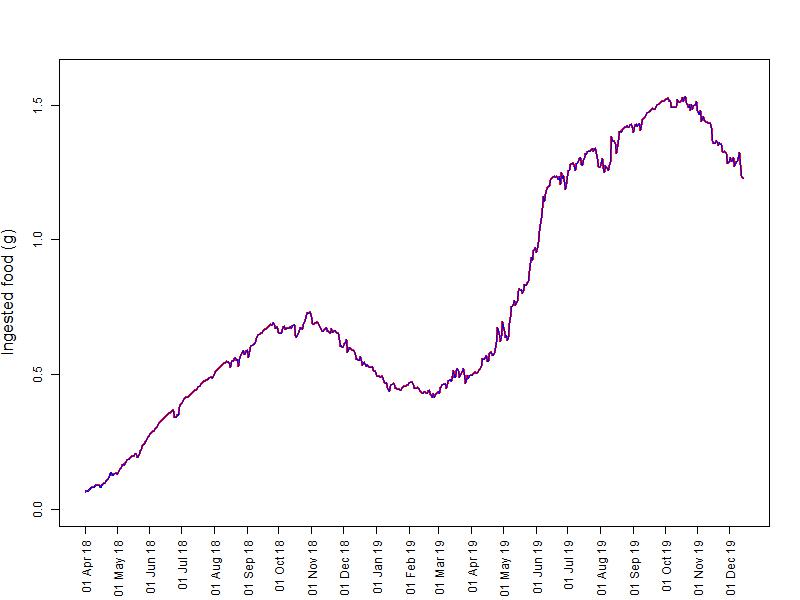 Ingested food (g)
1.5
1.0
0.5
0.0
01 Apr 18
01 May 18
01 Jun 18
01 Jul 18
01 Aug 18
01 Sep 18
01 Oct 18
01 Nov 18
01 Dec 18
01 Jan 19
01 Feb 19
01 Mar 19
01 Apr 19
01 May 19
01 Jun 19
01 Jul 19
01 Aug 19
01 Sep 19
01 Oct 19
01 Nov 19
01 Dec 19